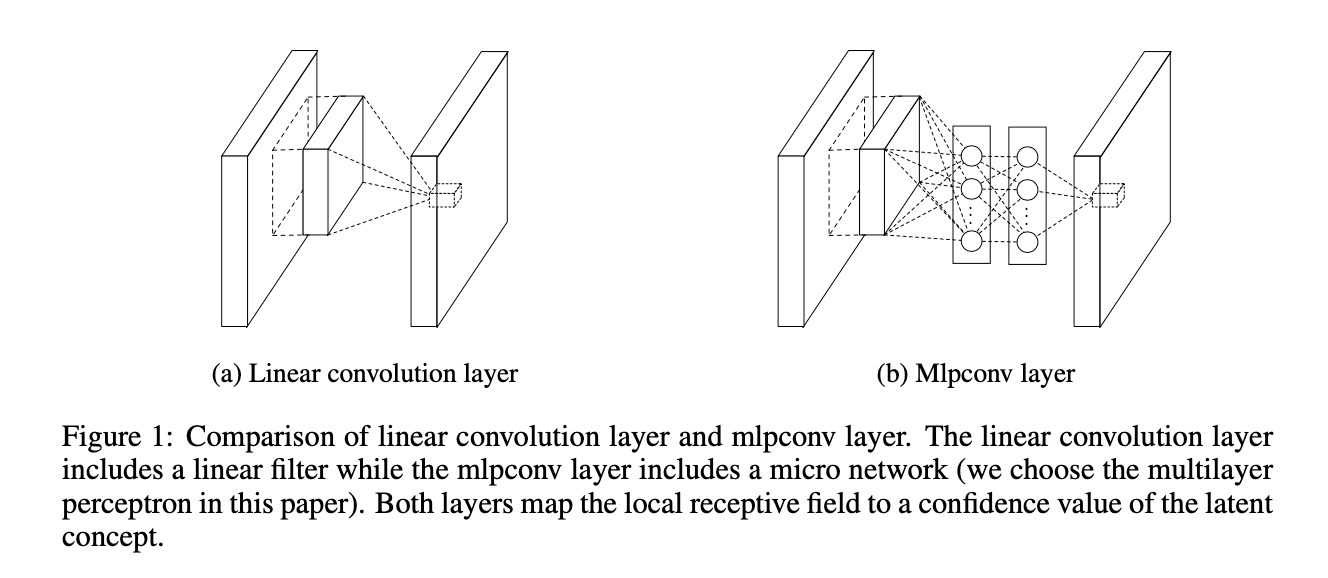 (a) Linear convolution layer
(b) Mlpconv layer
Figure 1: Comparison of linear convolution layer and mlpconv layer. The linear convolution layer
includes a linear filter while the mlpconv layer includes a micro network (we choose the multilayer
perceptron in this paper). Both layers map the local receptive field to a confidence value of the latent
concept.